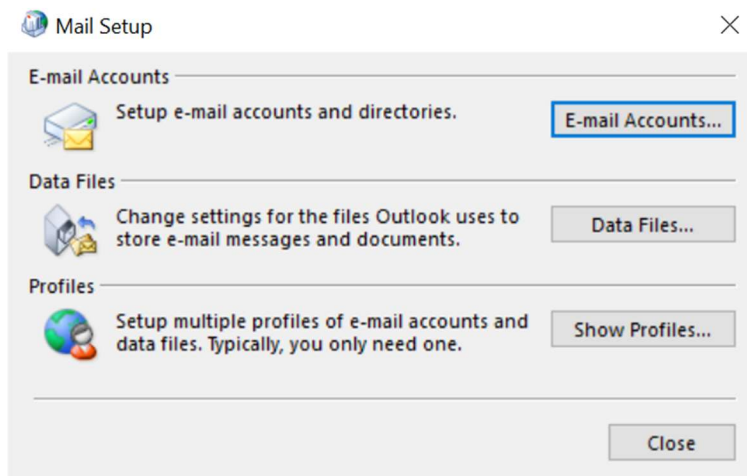 Mail Setup
E-mail Accounts
Setup e-mail accounts and directories.
E-mail Accounts...
Data Files
Change settings for the files Outlook uses to
store e-mail messages and documents.
Data Files...
Profiles
Setup multiple profiles of e-mail accounts and
data files. Typically, you only need one.
Show Profiles...
Close